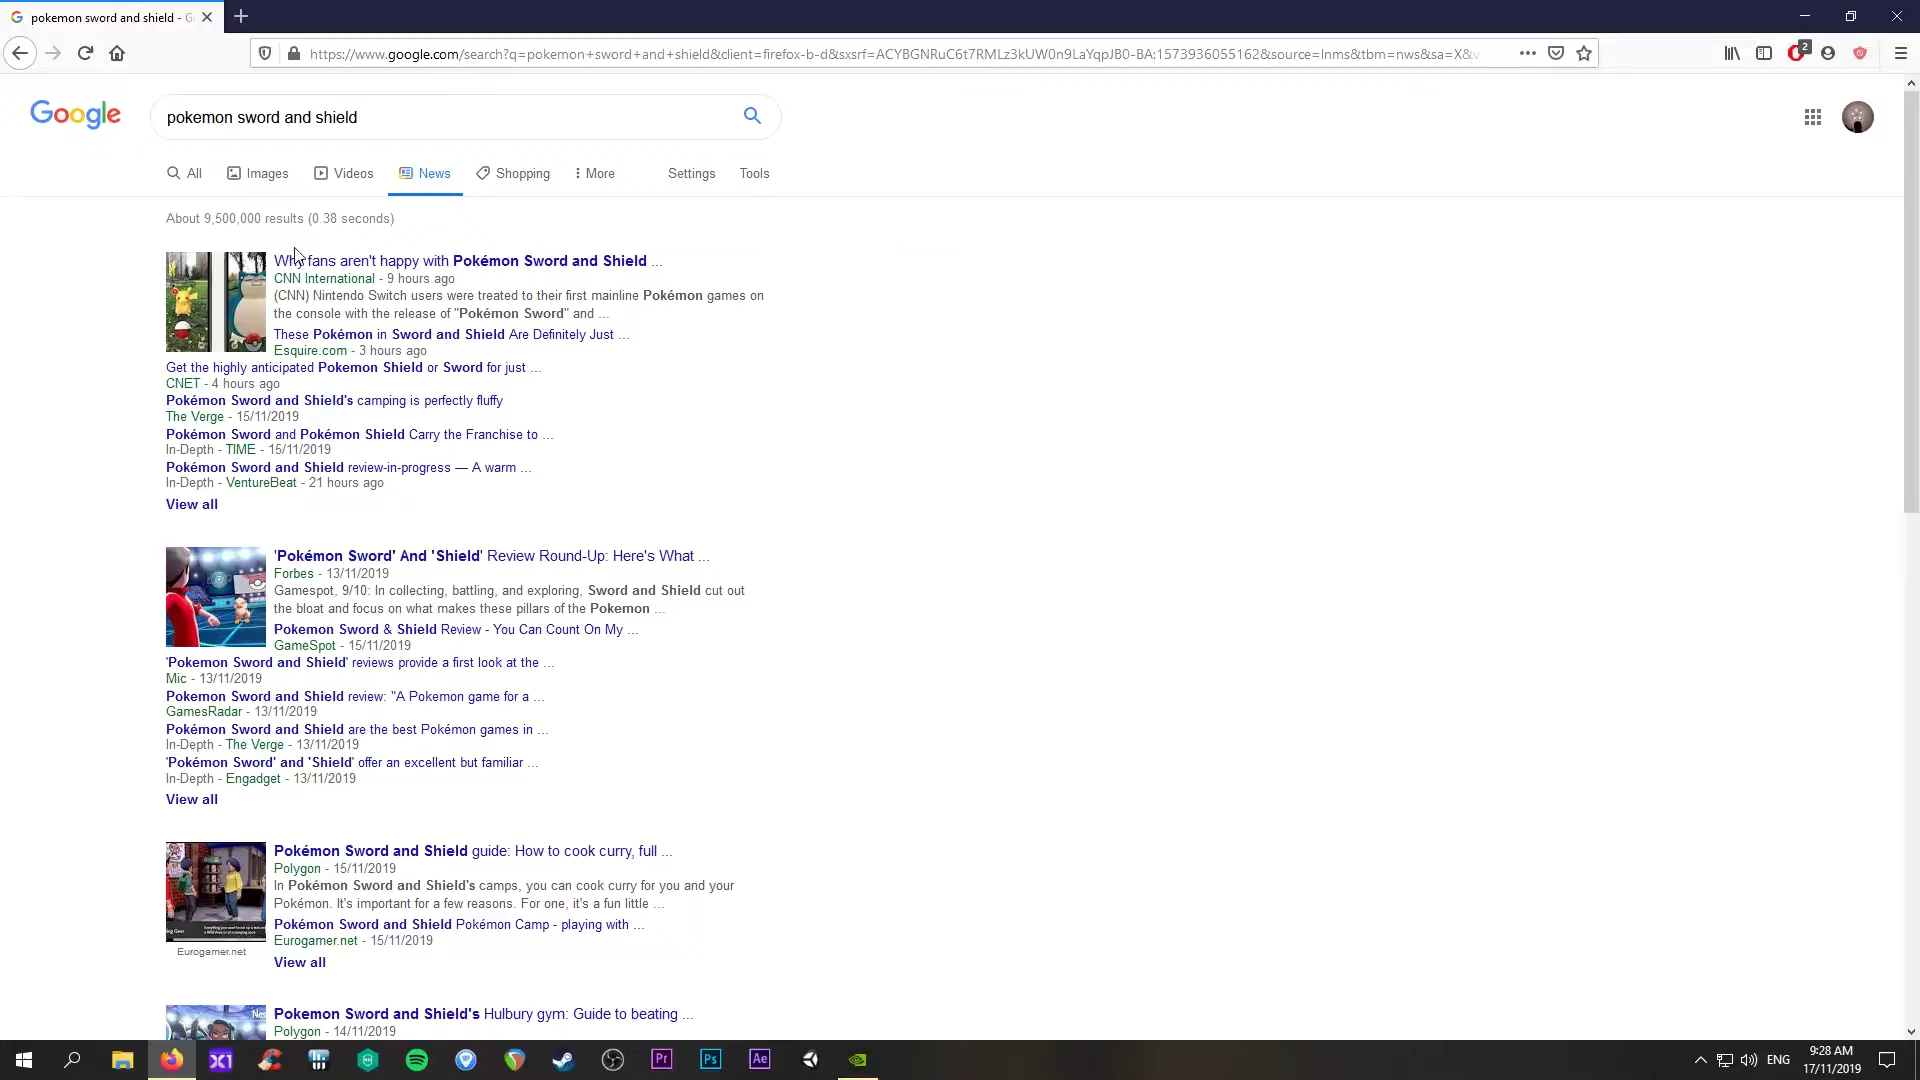 pokemon sword and shield - G
https://www.google.com/search?q=pokemon+sword+and+shield&client=firefox-b-d&sxsrf=ACYBGNRuC6t7RMLz3kUW0n9LaYqpJB0-BA:1573936055162&source=lnms&tbm=nws&sa=X&v
2
Google
pokemon sword and shield
All Images Videos News Shopping More Settings Tools
About 9,500,000 results (0.38 seconds)
Why fans aren't happy with Pokémon Sword and Shield ...
CNN International - 9 hours ago
(CNN) Nintendo Switch users were treated to their first mainline Pokémon games on
the console with the release of "Pokémon Sword" and ...
These Pokémon in Sword and Shield Are Definitely Just ...
Esquire.com - 3 hours ago
Get the highly anticipated Pokemon Shield or Sword for just ...
CNET - 4 hours ago
Pokémon Sword and Shield's camping is perfectly fluffy
The Verge - 15/11/2019
Pokémon Sword and Pokémon Shield Carry the Franchise to ...
In-Depth - TIME - 15/11/2019
Pokémon Sword and Shield review-in-progress — A warm ...
In-Depth - VentureBeat - 21 hours ago
View all
'Pokémon Sword' And 'Shield' Review Round-Up: Here's What ...
Forbes - 13/11/2019
Gamespot, 9/10: In collecting, battling, and exploring, Sword and Shield cut out
the bloat and focus on what makes these pillars of the Pokemon ...
Pokemon Sword & Shield Review - You Can Count On My ...
GameSpot - 15/11/2019
'Pokemon Sword and Shield' reviews provide a first look at the ...
Mic - 13/11/2019
Pokemon Sword and Shield review: "A Pokemon game for a ...
GamesRadar - 13/11/2019
Pokémon Sword and Shield are the best Pokémon games in ...
In-Depth - The Verge - 13/11/2019
'Pokémon Sword' and 'Shield' offer an excellent but familiar ...
In-Depth - Engadget - 13/11/2019
View all
Pokémon Sword and Shield guide: How to cook curry, full ...
Polygon - 15/11/2019
In Pokémon Sword and Shield's camps, you can cook curry for you and your
Pokémon. It's important for a few reasons. For one, it's a fun little ...
Pokémon Sword and Shield Pokémon Camp - playing with ...
Eurogamer.net - 15/11/2019
Eurogamer.net
View all
Pokemon Sword and Shield's Hulbury gym: Guide to beating ...
Polygon - 14/11/2019
X1 Pr Ps Ae
ENG
9:28 AM
17/11/2019